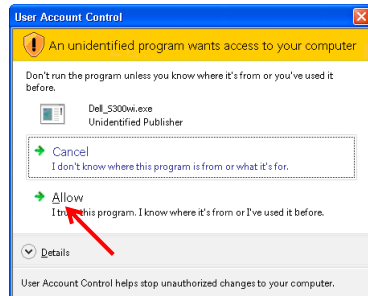 User Account Control
An unidentified program wants access to your computer
Don't run the program unless you know where it's from or you've used it
before.
Dell_5300wi.exe
Unidentified Publisher
Cancel
I don't know where this program is from or what it's for.
Allow
I trust this program. I know where it's from or I've used it before.
Details
User Account Control helps stop unauthorized changes to your computer.